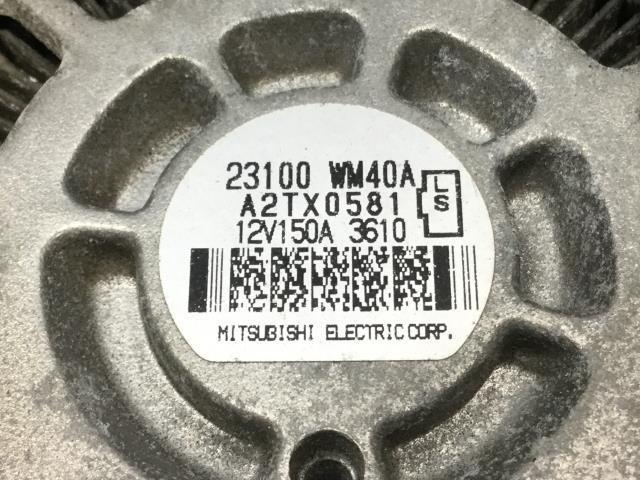 23100 WM40A
A2TX0581
12V150A 3610
L
S
MITSUBISHI ELECTRIC CORP.